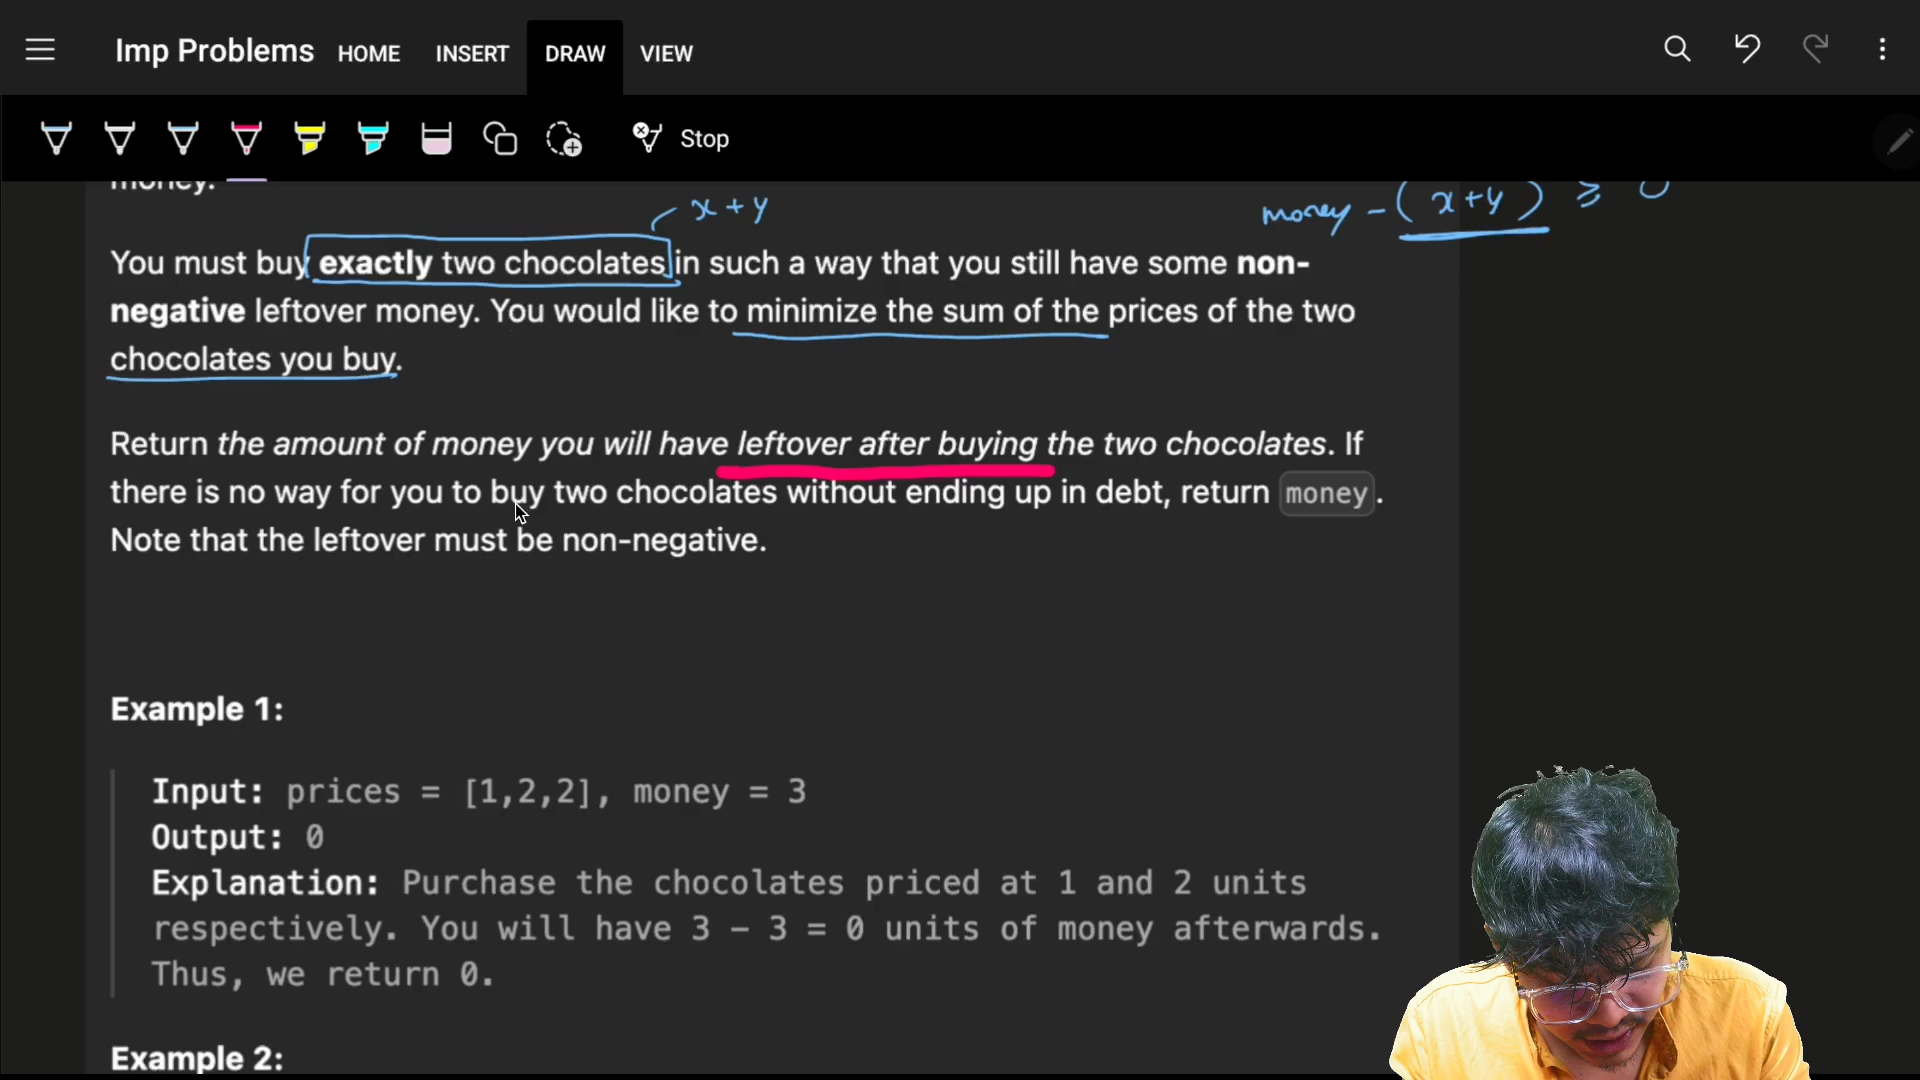 Imp Problems HOME INSERT DRAW VIEW
Stop
money.
x + y
money - (x + y) ≥ 0
You must buy exactly two chocolates in such a way that you still have some non-
negative leftover money. You would like to minimize the sum of the prices of the two
chocolates you buy.
Return the amount of money you will have leftover after buying the two chocolates. If
there is no way for you to buy two chocolates without ending up in debt, return money.
Note that the leftover must be non-negative.
Example 1:
Input: prices = [1,2,2], money = 3
Output: 0
Explanation: Purchase the chocolates priced at 1 and 2 units
respectively. You will have 3 - 3 = 0 units of money afterwards.
Thus, we return 0.
Example 2: